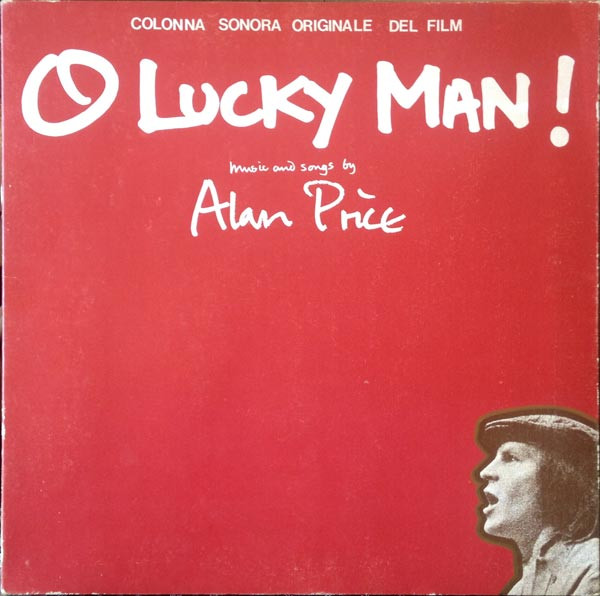 COLONNA SONORA ORIGINALE DEL FILM
O LUCKY MAN!
music and songs by
Alan Price